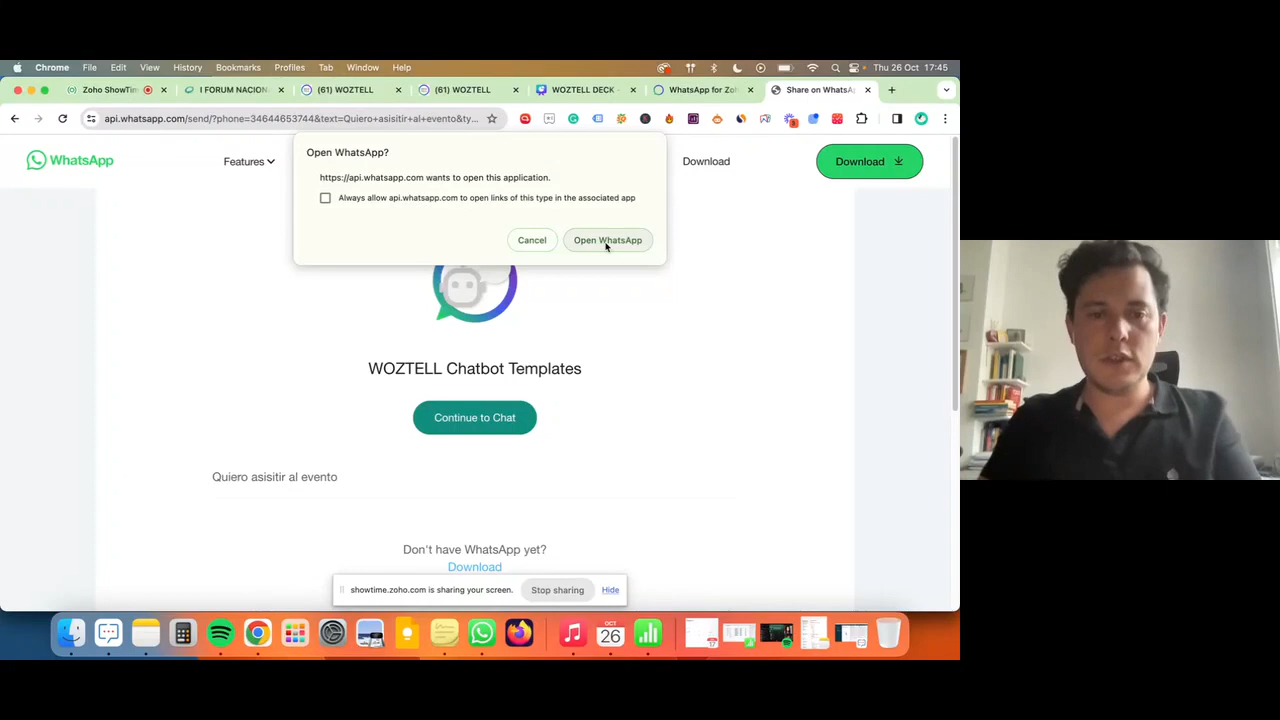 Chrome File Edit View History Bookmarks Profiles Tab Window Help Thu 26 Oct 17:45
Zoho ShowTim I FORUM NACION (61) WOZTELL (61) WOZTELL WOZTELL DECK - WhatsApp for Zoh Share on WhatsAp
api.whatsapp.com/send/?phone=34644653744&text=Quiero+asisitir+al+evento&ty...
WhatsApp Features Download Download
Open WhatsApp?
https://api.whatsapp.com wants to open this application.
Always allow api.whatsapp.com to open links of this type in the associated app
Cancel Open WhatsApp
WOZTELL Chatbot Templates
Continue to Chat
Quiero asisitir al evento
Don't have WhatsApp yet?
Download
showtime.zoho.com is sharing your screen. Stop sharing Hide
OCT
26
17